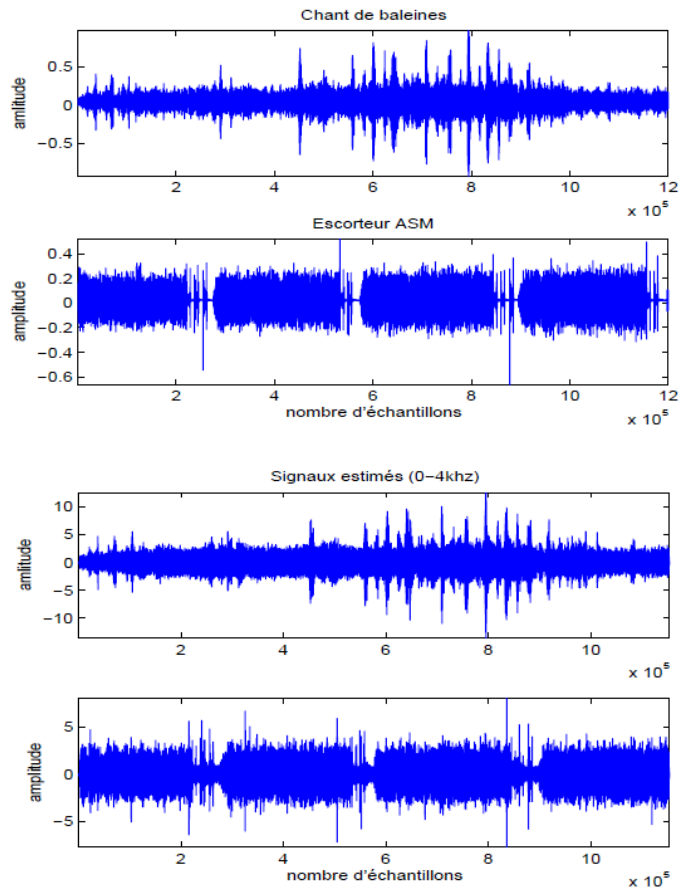 Chant de baleines
amlitude
0.5
0
−0.5
2 4 6 8 10 12
x 10^5
Escorteur ASM
amplitude
0.4
0.2
0
−0.2
−0.4
−0.6
2 4 6 8 10 12
nombre d'échantillons
x 10^5
Signaux estimés (0−4khz)
amlitude
10
5
0
−5
−10
2 4 6 8 10
x 10^5
amplitude
5
0
−5
2 4 6 8 10
nombre d'échantillons
x 10^5